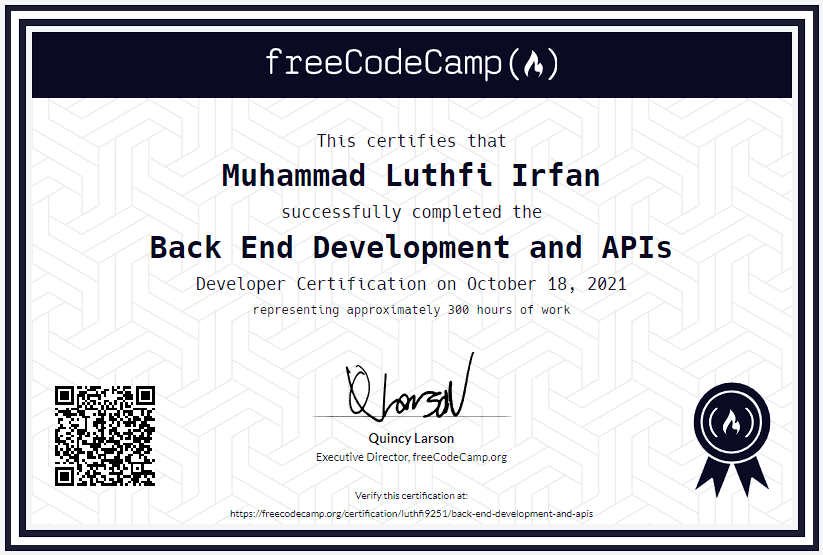 freeCodeCamp
This certifies that
Muhammad Luthfi Irfan
successfully completed the
Back End Development and APIs
Developer Certification on October 18, 2021
representing approximately 300 hours of work
QLarson
Quincy Larson
Executive Director, freeCodeCamp.org
Verify this certification at:
https://freecodecamp.org/certification/luthfi9251/back-end-development-and-apis